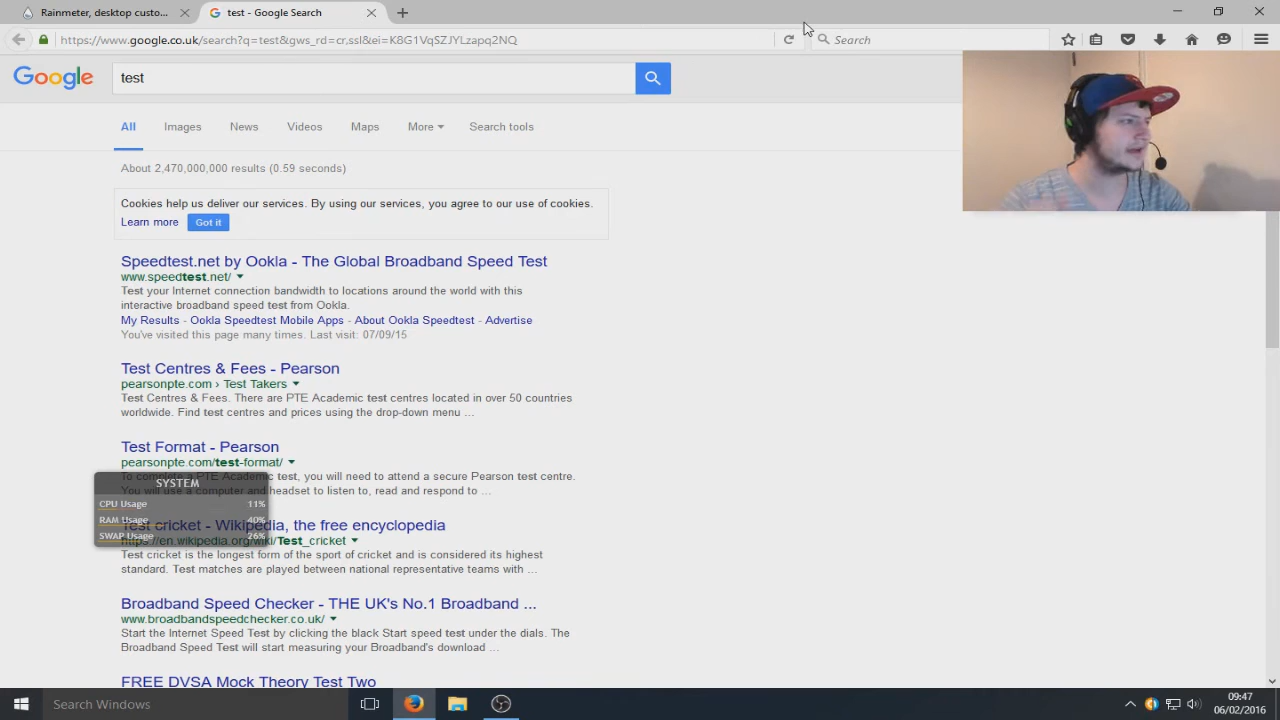 Rainmeter, desktop custo...
test - Google Search
https://www.google.co.uk/search?q=test&gws_rd=cr,ssl&ei=K8G1VqSZJYLzapq2NQ
Search
Google
test
All Images News Videos Maps More Search tools
About 2,470,000,000 results (0.59 seconds)
Cookies help us deliver our services. By using our services, you agree to our use of cookies.
Learn more Got it
Speedtest.net by Ookla - The Global Broadband Speed Test
www.speedtest.net/
Test your Internet connection bandwidth to locations around the world with this
interactive broadband speed test from Ookla.
My Results - Ookla Speedtest Mobile Apps - About Ookla Speedtest - Advertise
You've visited this page many times. Last visit: 07/09/15
Test Centres & Fees - Pearson
pearsonpte.com › Test Takers
Test Centres & Fees. There are PTE Academic test centres located in over 50 countries
worldwide. Find test centres and prices using the drop-down menu ...
Test Format - Pearson
pearsonpte.com/test-format/
To complete a PTE Academic test, you will need to attend a secure Pearson test centre.
You will use a computer and headset to listen to, read and respond to ...
SYSTEM
CPU Usage 11%
RAM Usage 40%
SWAP Usage 26%
Test cricket - Wikipedia, the free encyclopedia
https://en.wikipedia.org/wiki/Test_cricket
Test cricket is the longest form of the sport of cricket and is considered its highest
standard. Test matches are played between national representative teams with ...
Broadband Speed Checker - THE UK's No.1 Broadband ...
www.broadbandspeedchecker.co.uk/
Start the Internet Speed Test by clicking the black Start speed test under the dials. The
Broadband Speed Test will start measuring your Broadband's download ...
FREE DVSA Mock Theory Test Two
Search Windows
09:47
06/02/2016